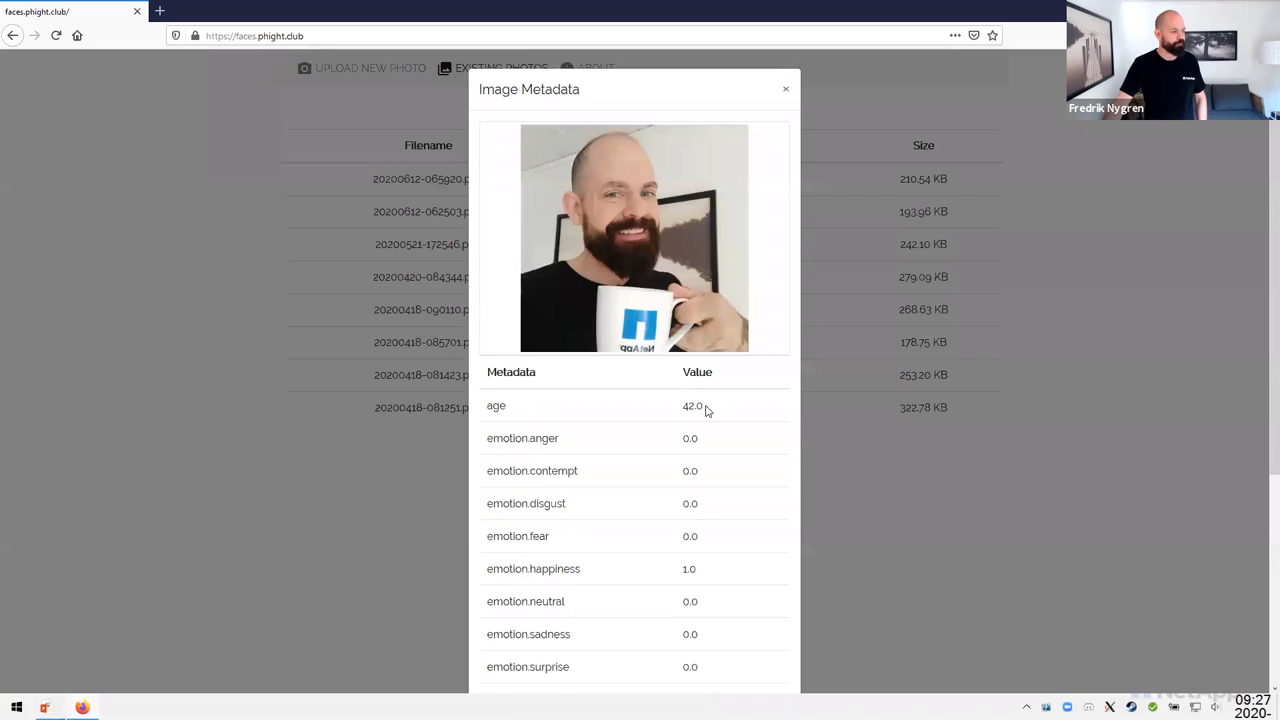 faces.phight.club/
https://faces.phight.club
UPLOAD NEW PHOTO EXISTING PHOTOS ABOUT
Fredrik Nygren
Image Metadata ×
Filename Size
20200612-065920.p 210.54 KB
20200612-062503.p 193.96 KB
20200521-172546.p 242.10 KB
20200420-084344.p 279.09 KB
20200418-090110.p 268.63 KB
20200418-085701.p 178.75 KB
20200418-081423.p 253.20 KB
20200418-081251.p 322.78 KB
NetApp
Metadata Value
age 42.0
emotion.anger 0.0
emotion.contempt 0.0
emotion.disgust 0.0
emotion.fear 0.0
emotion.happiness 1.0
emotion.neutral 0.0
emotion.sadness 0.0
emotion.surprise 0.0
09:27
2020-